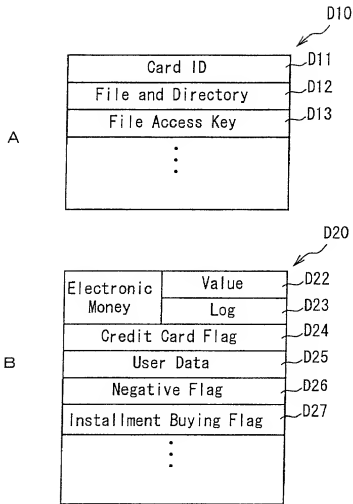 D10
Card ID D11
File and Directory D12
File Access Key D13
A
D20
Electronic Money
Value D22
Log D23
Credit Card Flag D24
B
User Data D25
Negative Flag D26
Installment Buying Flag D27